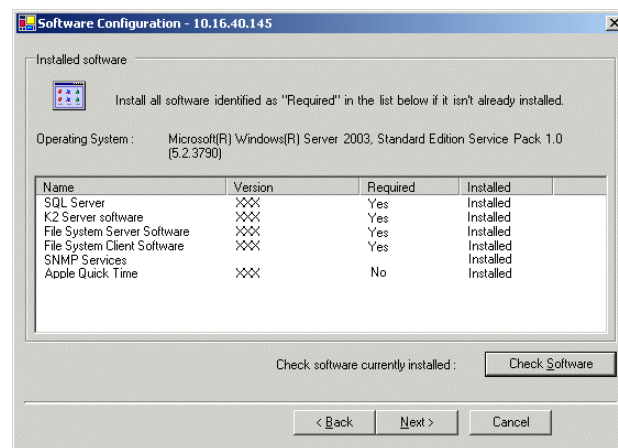 Software Configuration - 10.16.40.145
Installed software
Install all software identified as "Required" in the list below if it isn't already installed.
Operating System : Microsoft(R) Windows(R) Server 2003, Standard Edition Service Pack 1.0
(5.2.3790)
Name Version Required Installed
SQL Server XXX Yes Installed
K2 Server software XXX Yes Installed
File System Server Software XXX Yes Installed
File System Client Software XXX Yes Installed
SNMP Services Installed
Apple Quick Time XXX No Installed
Check software currently installed : Check Software
< Back Next > Cancel